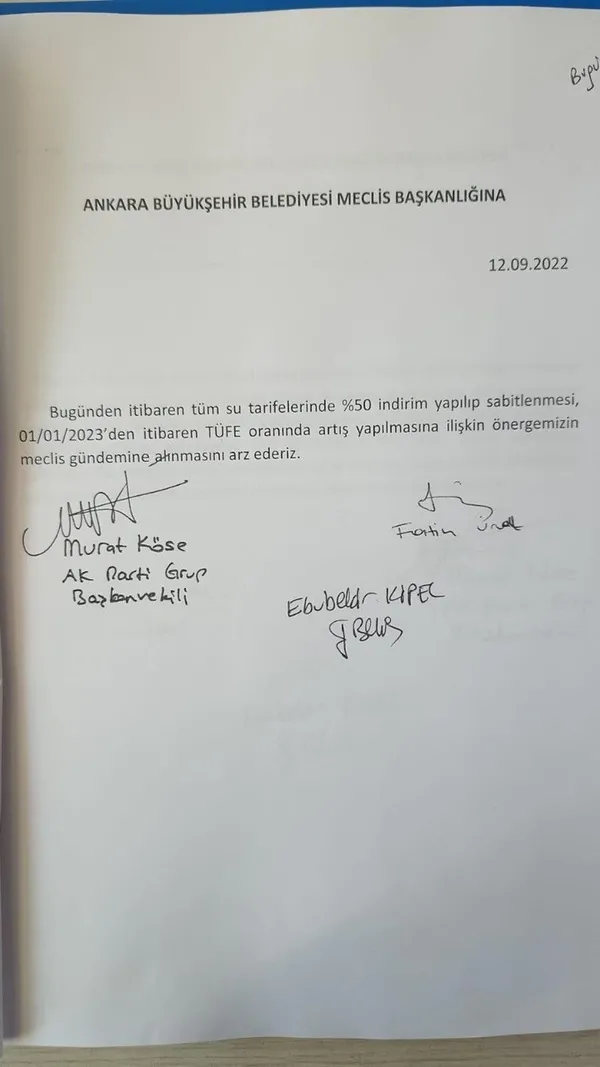 Bugü
ANKARA BÜYÜKŞEHİR BELEDİYESİ MECLİS BAŞKANLIĞINA
12.09.2022
Bugünden itibaren tüm su tarifelerinde %50 indirim yapılıp sabitlenmesi,
01/01/2023'den itibaren TÜFE oranında artış yapılmasına ilişkin önergemizin
meclis gündemine alınmasını arz ederiz.
Murat Köse
AK Parti Grup
Başkanvekili
Fatih Ünal
Ebubekir KIPEL